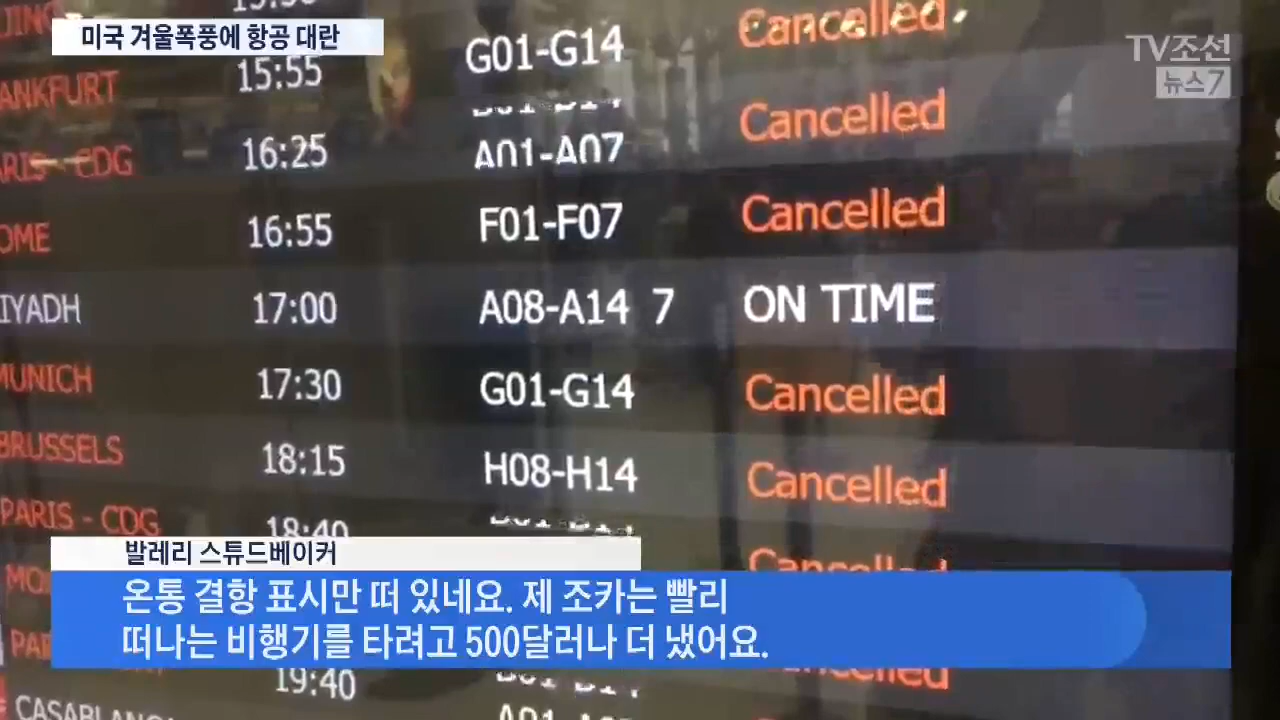 미국 겨울폭풍에 항공 대란
TV조선
뉴스7
G01-G14 Cancelled
15:55 Cancelled
16:25 A01-A07
16:55 F01-F07 Cancelled
17:00 A08-A14 7 ON TIME
17:30 G01-G14 Cancelled
BRUSSELS 18:15 H08-H14 Cancelled
PARIS - CDG 18:40
발레리 스튜드베이커
온통 결항 표시만 떠 있네요. 제 조카는 빨리
떠나는 비행기를 타려고 500달러나 더 냈어요.
19:40